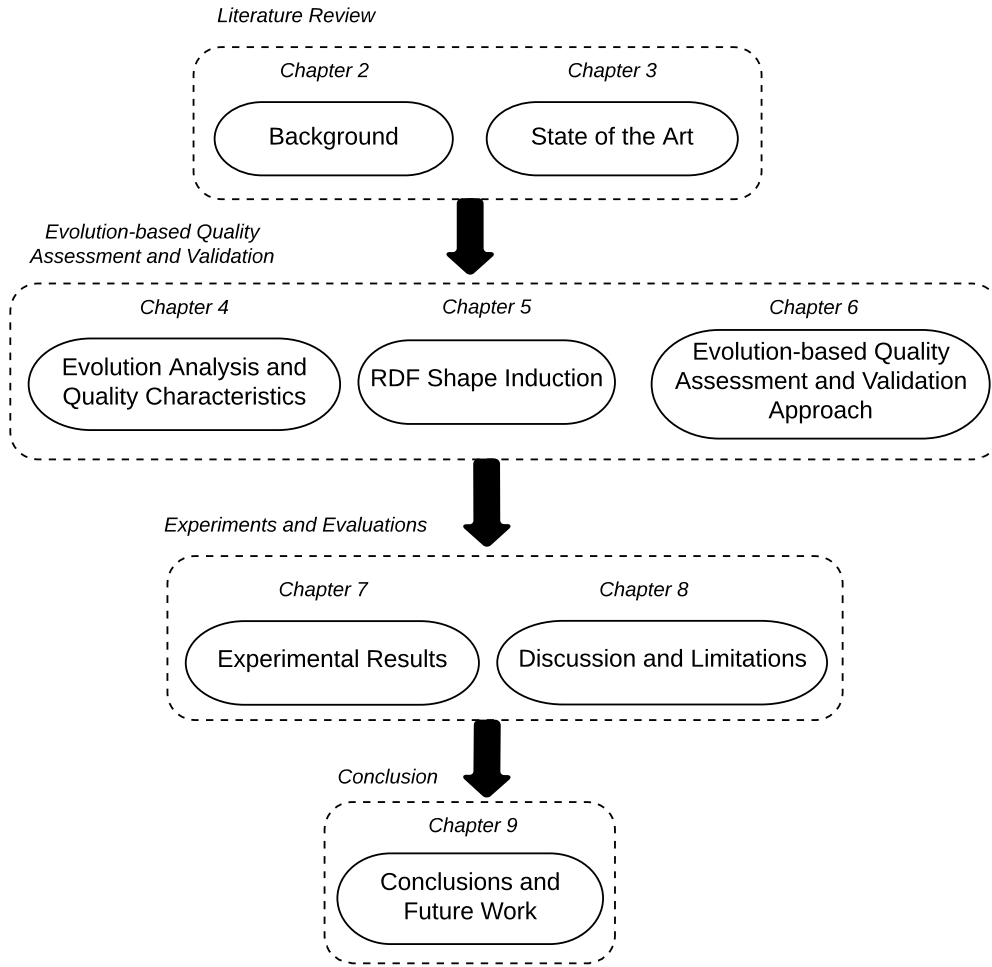 Literature Review
Chapter 2
Chapter 3
Background
State of the Art
Evolution-based Quality
Assessment and Validation
Chapter 4
Chapter 5
Chapter 6
Evolution Analysis and
Quality Characteristics
RDF Shape Induction
Evolution-based Quality
Assessment and Validation
Approach
Experiments and Evaluations
Chapter 7
Chapter 8
Experimental Results
Discussion and Limitations
Conclusion
Chapter 9
Conclusions and
Future Work